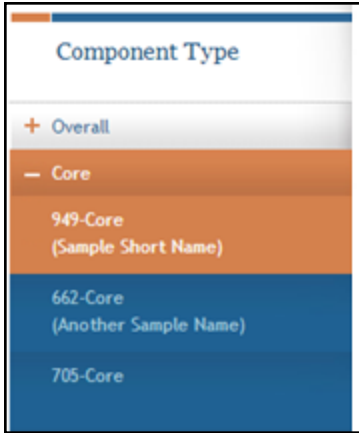 Component Type
+ Overall
– Core
949-Core
(Sample Short Name)
662-Core
(Another Sample Name)
705-Core